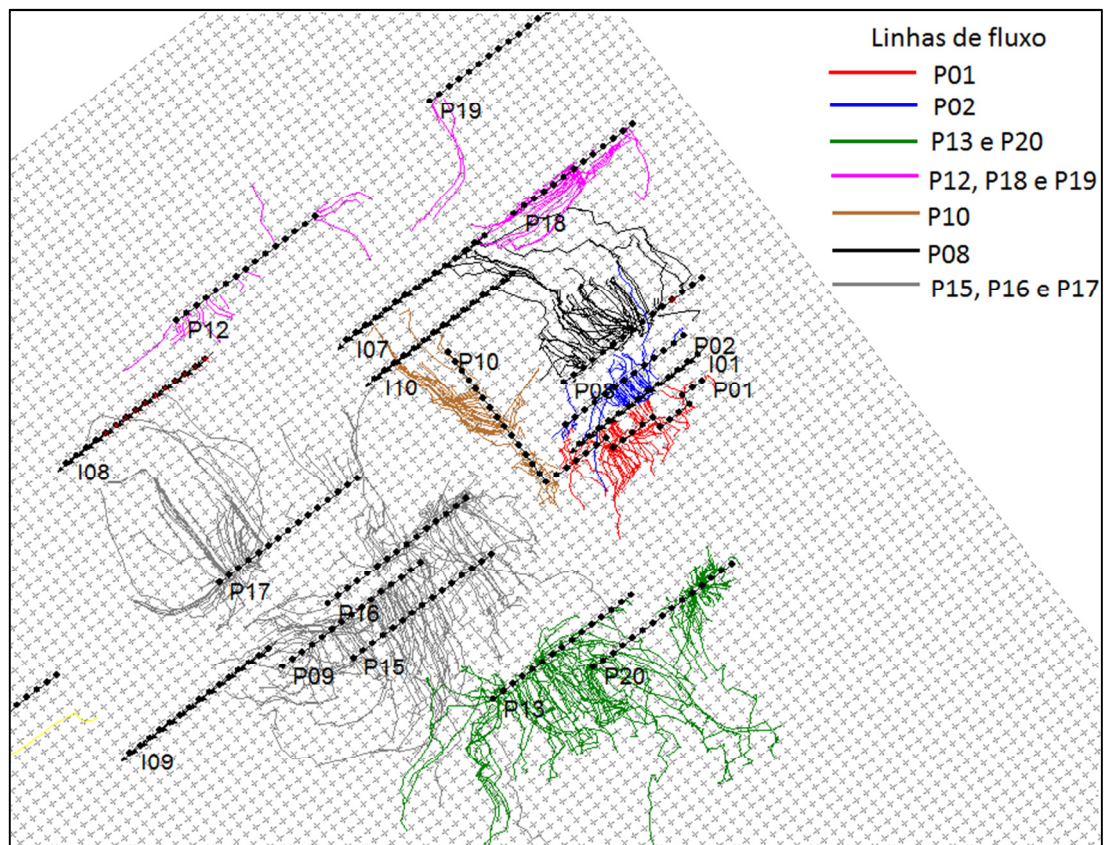 Linhas de fluxo
P01
P02
P13 e P20
P12, P18 e P19
P10
P08
P15, P16 e P17
P19
P18
P12
I07
P10
I10
P02
I01
P08
P01
I08
P17
P16
P09
P15
P20
P13
I09